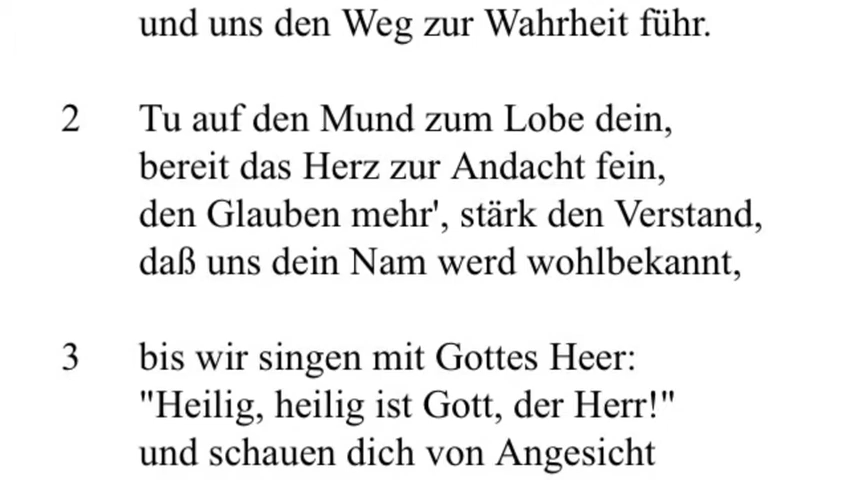 und uns den Weg zur Wahrheit führ.
2 Tu auf den Mund zum Lobe dein,
bereit das Herz zur Andacht fein,
den Glauben mehr', stärk den Verstand,
daß uns dein Nam werd wohlbekannt,
3 bis wir singen mit Gottes Heer:
"Heilig, heilig ist Gott, der Herr!"
und schauen dich von Angesicht